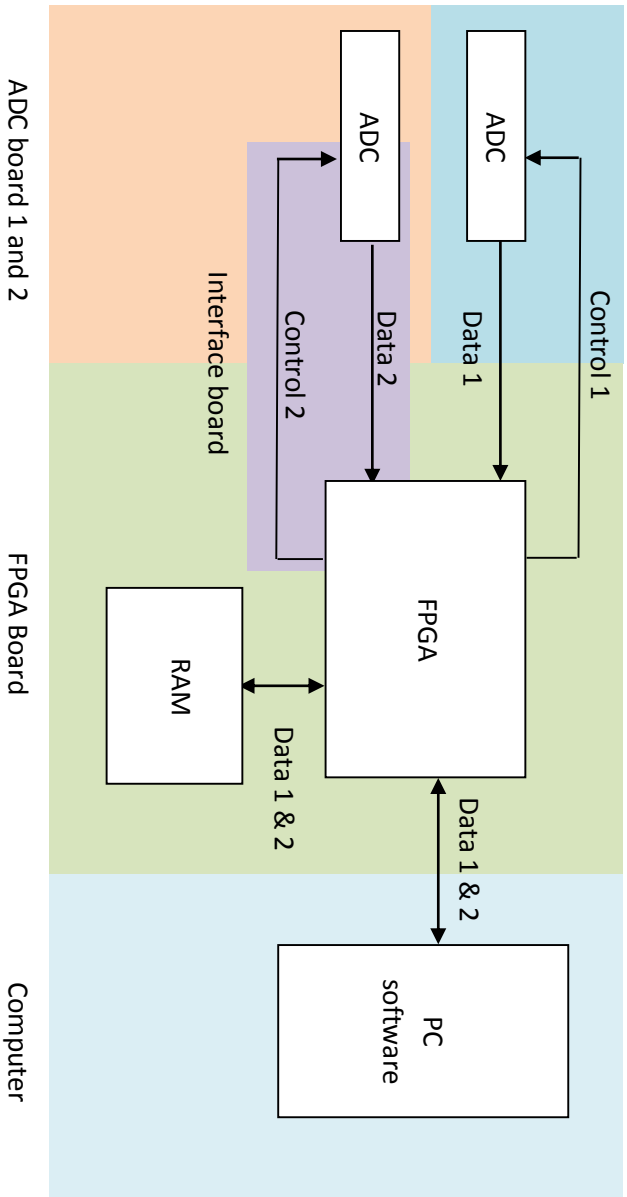 Control 1
ADC
Data 1
ADC
Data 2
Control 2
Interface board
FPGA
Data 1 & 2
RAM
Data 1 & 2
PC
software
ADC board 1 and 2
FPGA Board
Computer